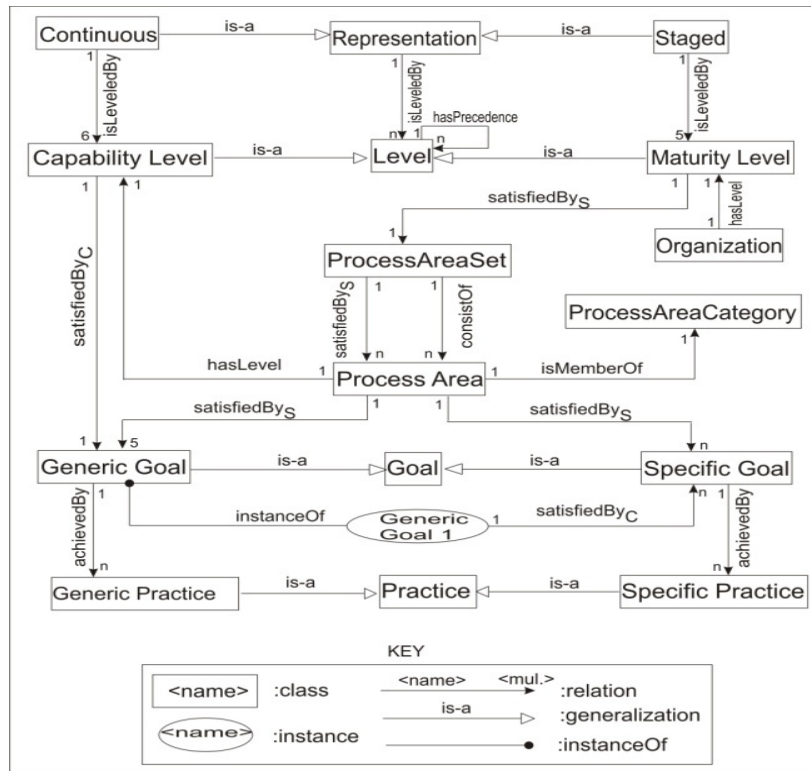 Continuous
is-a
Representation
is-a
Staged
1
isLeveledBy
6
1
isLeveledBy
n
1
hasPrecedence
n
1
isLeveledBy
5
Capability Level
is-a
Level
is-a
Maturity Level
1
1
1
1
satisfiedByS
hasLevel
1
1
Organization
ProcessAreaSet
satisfiedByC
1
1
satisfiedByS
consistOf
n
n
ProcessAreaCategory
1
hasLevel
1
Process Area
1
isMemberOf
1
1
satisfiedByS
satisfiedByS
1
5
n
Generic Goal
is-a
Goal
is-a
Specific Goal
1
achievedBy
n
instanceOf
Generic
Goal 1
1
satisfiedByC
n
1
achievedBy
n
Generic Practice
is-a
Practice
is-a
Specific Practice
KEY
<name>
:class
<name>
<mul.>
:relation
is-a
:generalization
<name>
:instance
:instanceOf